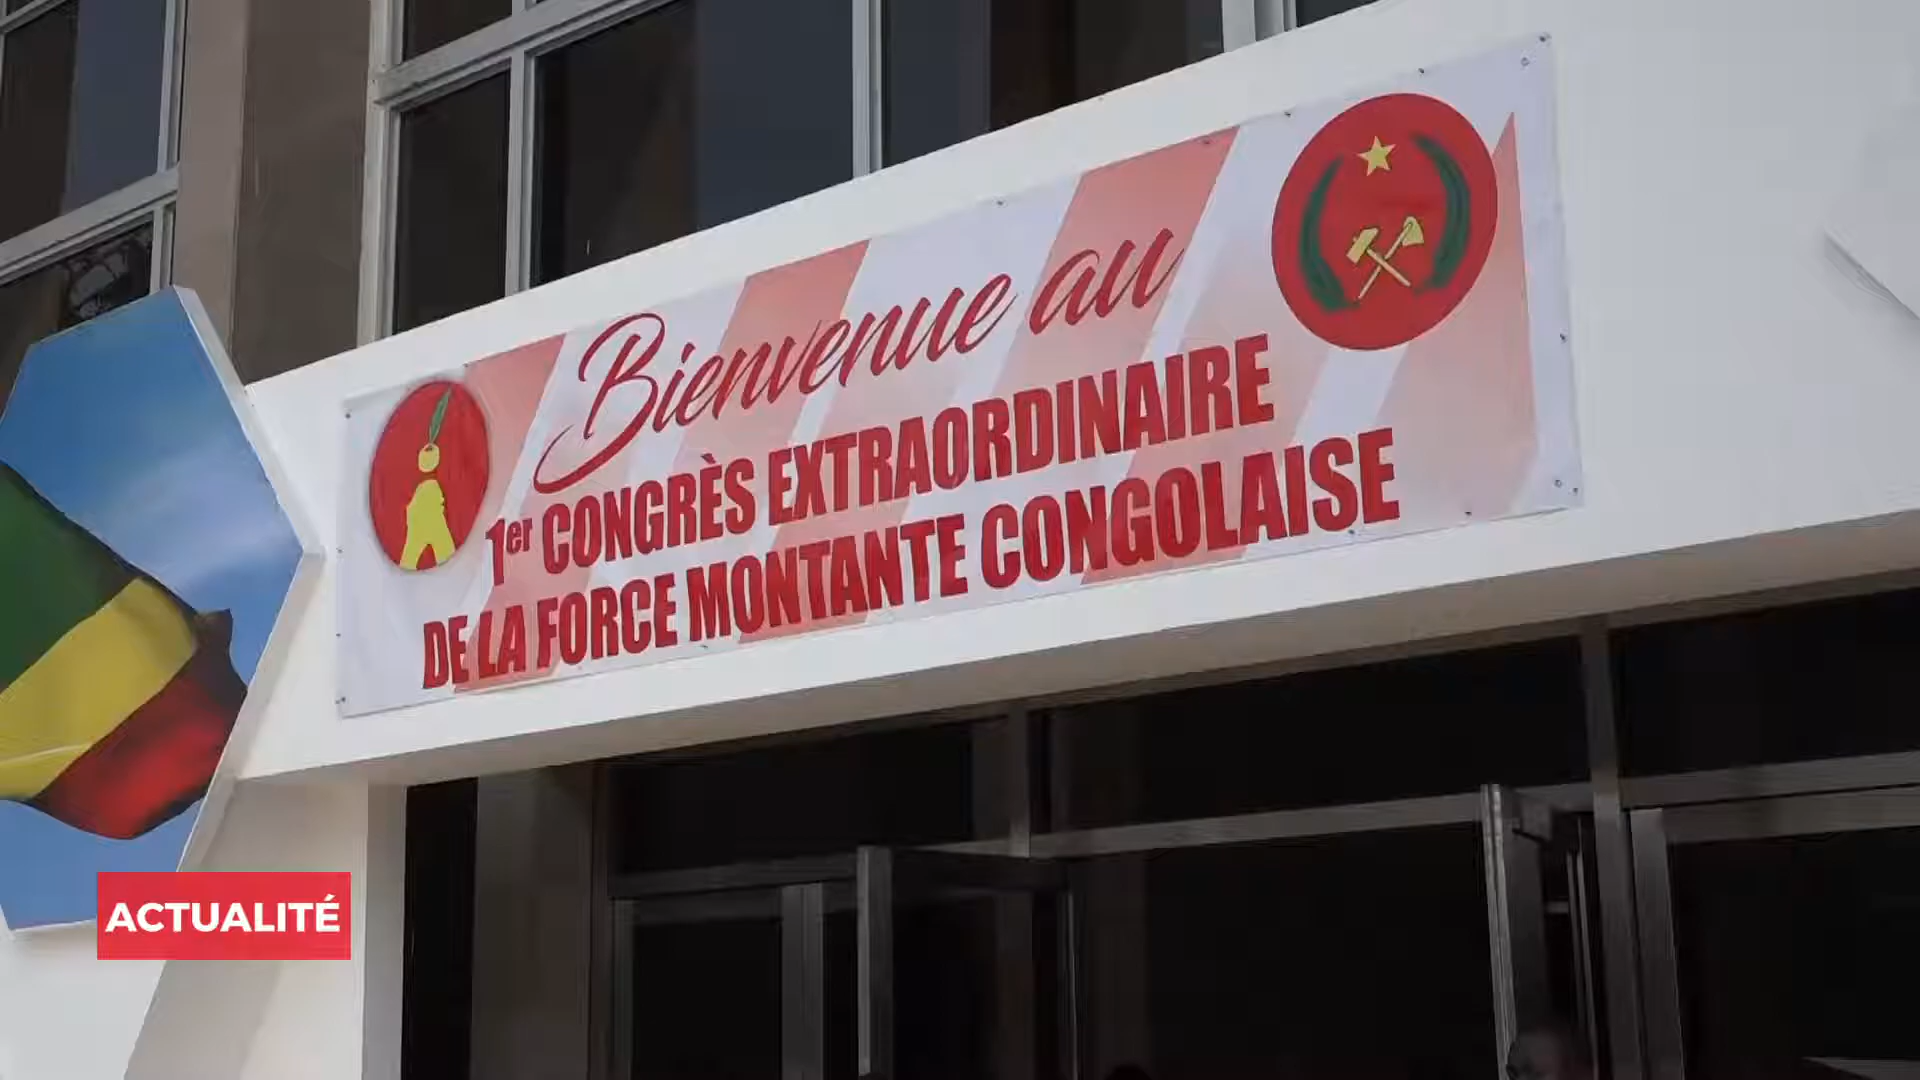 Bienvenue au
1er CONGRÈS EXTRAORDINAIRE
DE LA FORCE MONTANTE CONGOLAISE
ACTUALITÉ